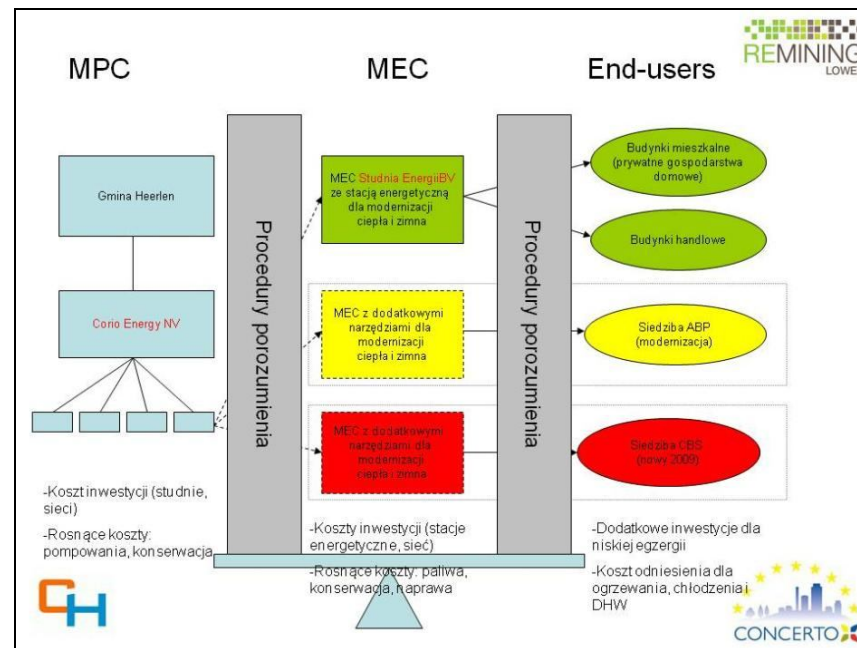 MPC
MEC
End-users
REMINING
LOWEX
Gmina Heerlen
Corio Energy NV
-Koszt inwestycji (studnie,
sieci)
-Rosnące koszty:
pompowania, konserwacja
Procedury porozumienia
MEC Studnia EnergiiBV
ze stacją energetyczną
dla modernizacji
ciepła i zimna
MEC z dodatkowymi
narzędziami dla
modernizacji
ciepła i zimna
MEC z dodatkowymi
narzędziami dla
modernizacji
ciepła i zimna
-Koszty inwestycji (stacje
energetyczne, sieć)
-Rosnące koszty: paliwa,
konserwacja, naprawa
Procedury porozumienia
Budynki mieszkalne
(prywatne gospodarstwa
domowe)
Budynki handlowe
Siedziba ABP
(modernizacja)
Siedziba CBS
(nowy 2009)
-Dodatkowe inwestycje dla
niskiej egzergii
-Koszt odniesienia dla
ogrzewania, chłodzenia i
DHW
CH
CONCERTO